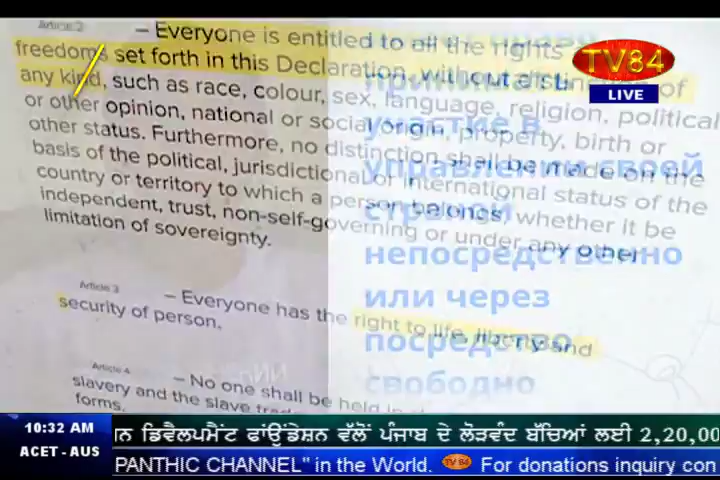 Article 2 – Everyone is entitled to all the rights
freedoms set forth in this Declaration, without of
any kind, such as race, colour, sex, language, religion, political
or other opinion, national or social origin, property, birth or
other status. Furthermore, no distinction shall be made on the
basis of the political, jurisdictional or international status of the
country or territory to which a person belongs, whether it be
independent, trust, non-self-governing or under any other
limitation of sovereignty.
Article 3 – Everyone has the right to life, liberty and
security of person.
Article 4 – No one shall be held in
slavery and the slave
forms.
право
принимать
участие в
управлении своей
страной
непосредственно
или через
посредство
свободно
TV84
LIVE
10:32 AM
ACET - AUS
ਨ ਡਿਵੈਲਪਮੈਂਟ ਫਾਂਉਂਡੇਸ਼ਨ ਵੱਲੋਂ ਪੰਜਾਬ ਦੇ ਲੋੜਵੰਦ ਬੱਚਿਆਂ ਲਈ 2,20,00
PANTHIC CHANNEL" in the World. TV84 For donations inquiry con